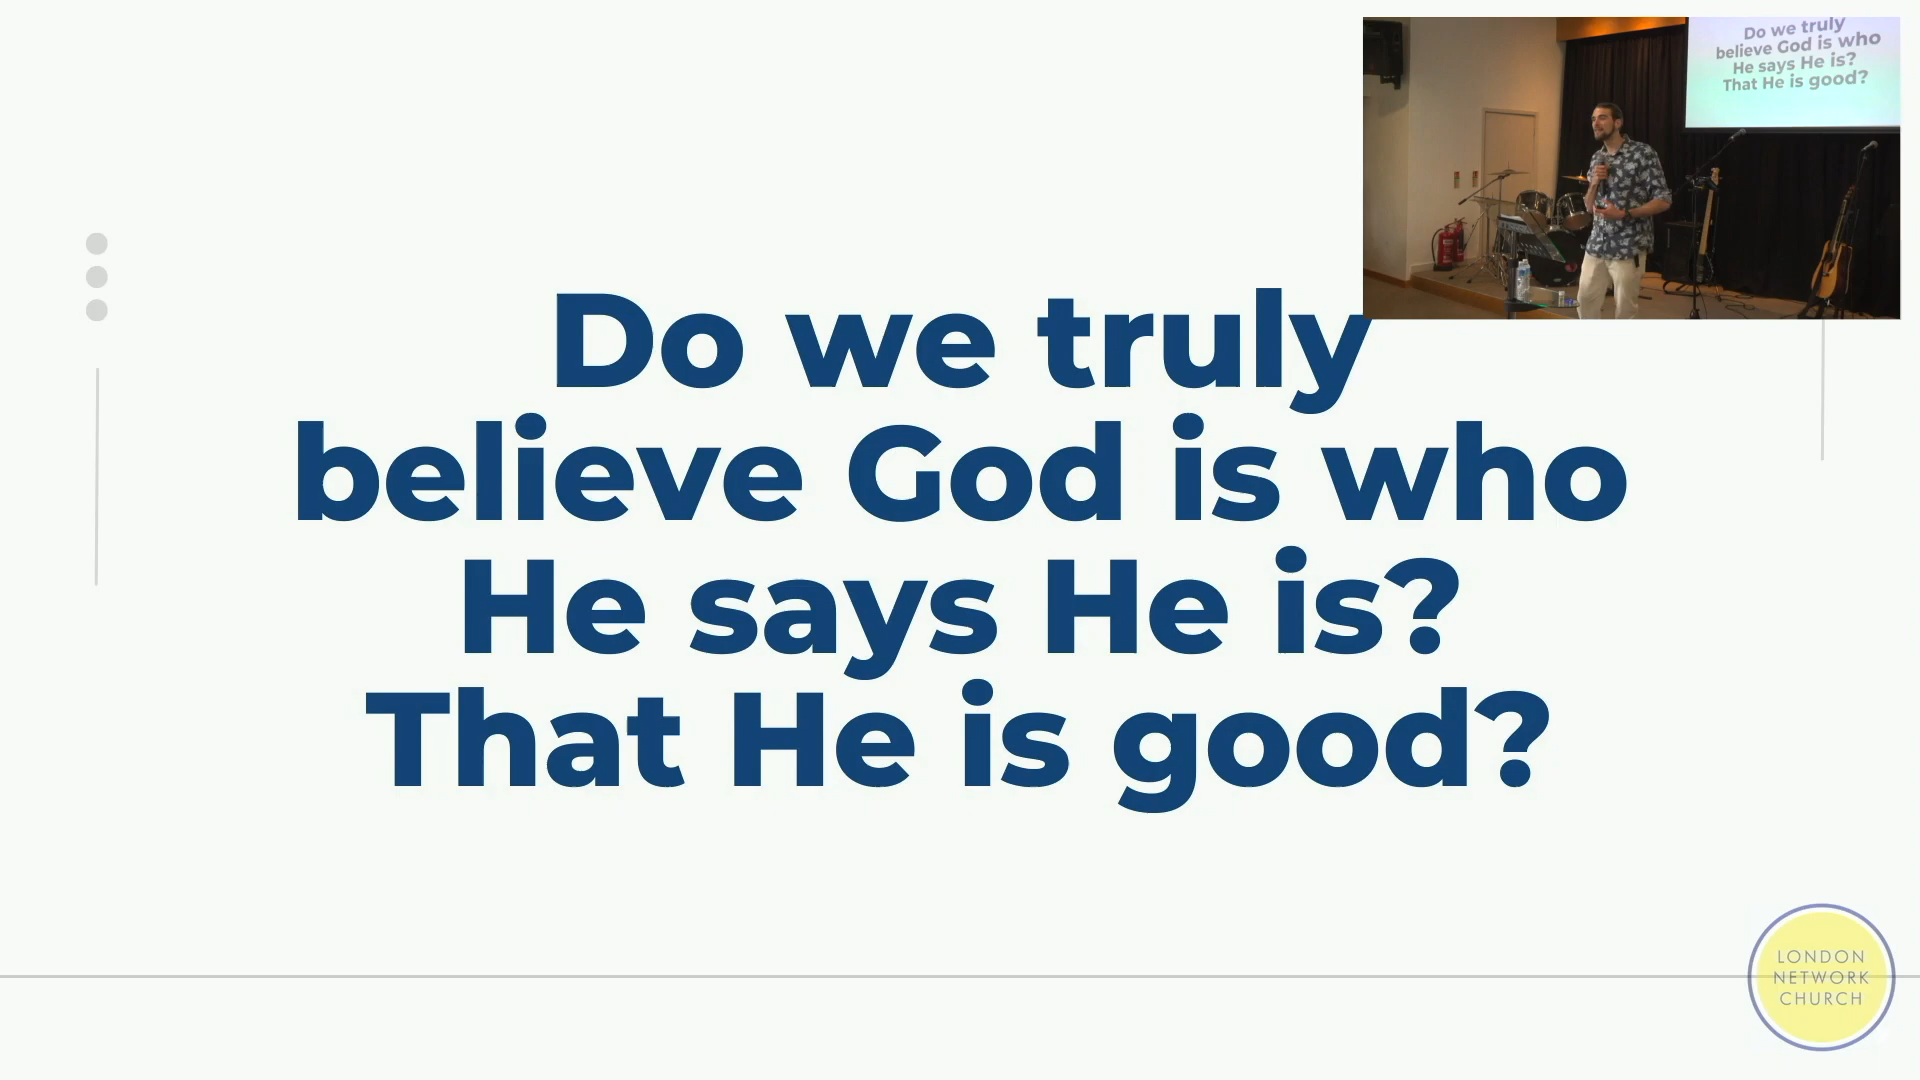 Do we truly
believe God is who
He says He is?
That He is good?
Do we truly
believe God is who
He says He is?
That He is good?
LONDON
NETWORK
CHURCH